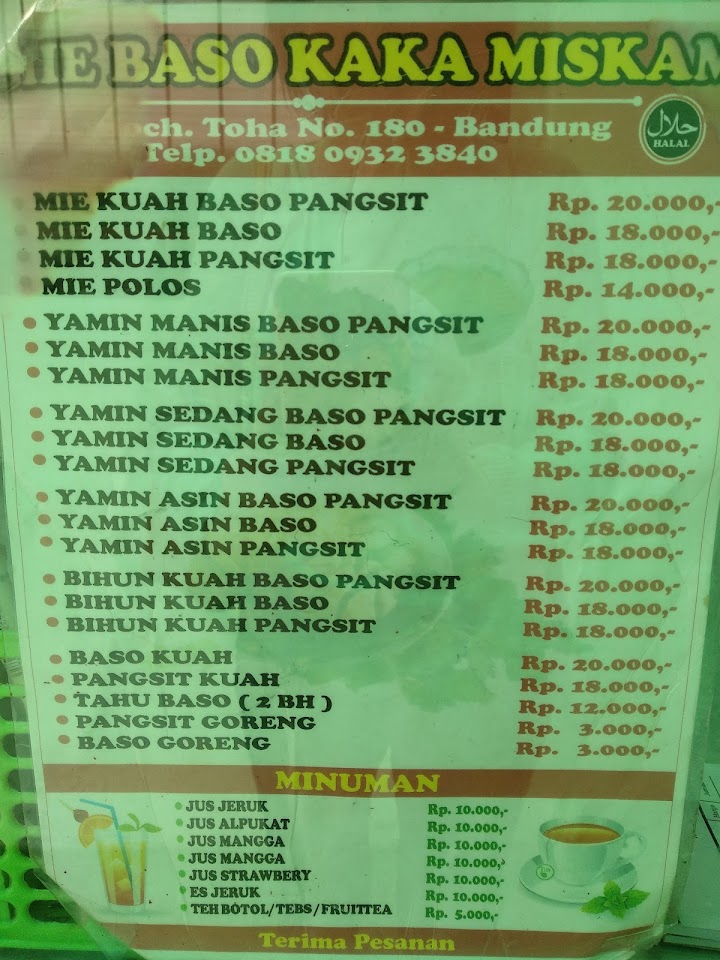 MIE BASO KAKA MISKAM
حلال
HALAL
och. Toha No. 180 - Bandung
Telp. 0818 0932 3840
MIE KUAH BASO PANGSIT Rp. 20.000,-
MIE KUAH BASO Rp. 18.000,-
MIE KUAH PANGSIT Rp. 18.000,-
MIE POLOS Rp. 14.000,-
YAMIN MANIS BASO PANGSIT Rp. 20.000,-
YAMIN MANIS BASO Rp. 18.000,-
YAMIN MANIS PANGSIT Rp. 18.000,-
YAMIN SEDANG BASO PANGSIT Rp. 20.000,-
YAMIN SEDANG BASO Rp. 18.000,-
YAMIN SEDANG PANGSIT Rp. 18.000,-
YAMIN ASIN BASO PANGSIT Rp. 20.000,-
YAMIN ASIN BASO Rp. 18.000,-
YAMIN ASIN PANGSIT Rp. 18.000,-
BIHUN KUAH BASO PANGSIT Rp. 20.000,-
BIHUN KUAH BASO Rp. 18.000,-
BIHUN KUAH PANGSIT Rp. 18.000,-
BASO KUAH Rp. 20.000,-
PANGSIT KUAH Rp. 18.000,-
TAHU BASO ( 2 BH ) Rp. 12.000,-
PANGSIT GORENG Rp. 3.000,-
BASO GORENG Rp. 3.000,-
MINUMAN
JUS JERUK Rp. 10.000,-
JUS ALPUKAT Rp. 10.000,-
JUS MANGGA Rp. 10.000,-
JUS MANGGA Rp. 10.000,-
JUS STRAWBERY Rp. 10.000,-
ES JERUK Rp. 10.000,-
TEH BOTOL/TEBS/FRUITTEA Rp. 5.000,-
Terima Pesanan